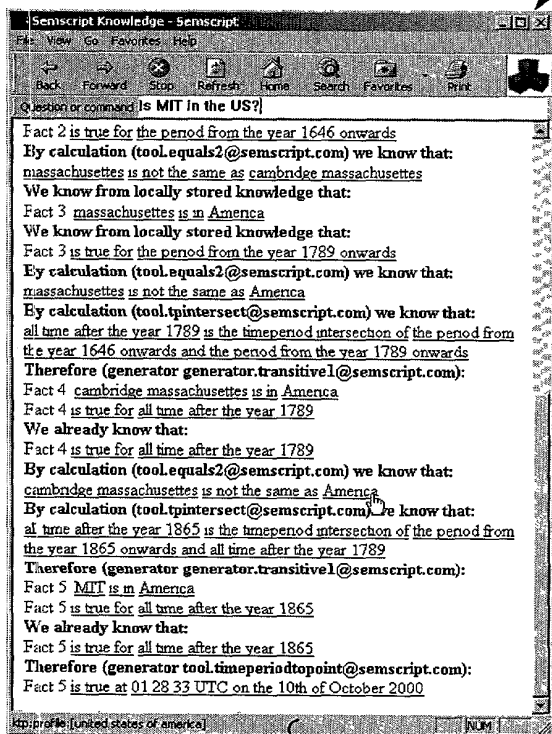 Semscript Knowledge - Semscript
File View Go Favorites Help
Back Forward Stop Refresh Home Search Favorites Print
Question or command Is MIT in the US?
Fact 2 is true for the period from the year 1646 onwards
By calculation (tool.equals2@semscript.com) we know that:
massachusettes is not the same as cambridge massachusettes
We know from locally stored knowledge that:
Fact 3 massachusettes is in America
We know from locally stored knowledge that:
Fact 3 is true for the period from the year 1789 onwards
By calculation (tool.equals2@semscript.com) we know that:
massachusettes is not the same as America
By calculation (tool.tpintersect@semscript.com) we know that:
all time after the year 1789 is the timeperiod intersection of the period from
the year 1646 onwards and the period from the year 1789 onwards
Therefore (generator generator.transitive1@semscript.com):
Fact 4 cambridge massachusettes is in America
Fact 4 is true for all time after the year 1789
We already know that:
Fact 4 is true for all time after the year 1789
By calculation (tool.equals2@semscript.com) we know that:
cambridge massachusettes is not the same as America
By calculation (tool.tpintersect@semscript.com) we know that:
all time after the year 1865 is the timeperiod intersection of the period from
the year 1865 onwards and all time after the year 1789
Therefore (generator generator.transitive1@semscript.com):
Fact 5 MIT is in America
Fact 5 is true for all time after the year 1865
We already know that:
Fact 5 is true for all time after the year 1865
Therefore (generator tool.timeperiodtopoint@semscript.com):
Fact 5 is true at 01 28 33 UTC on the 10th of October 2000
ktp:profile:[united states of america] NUM